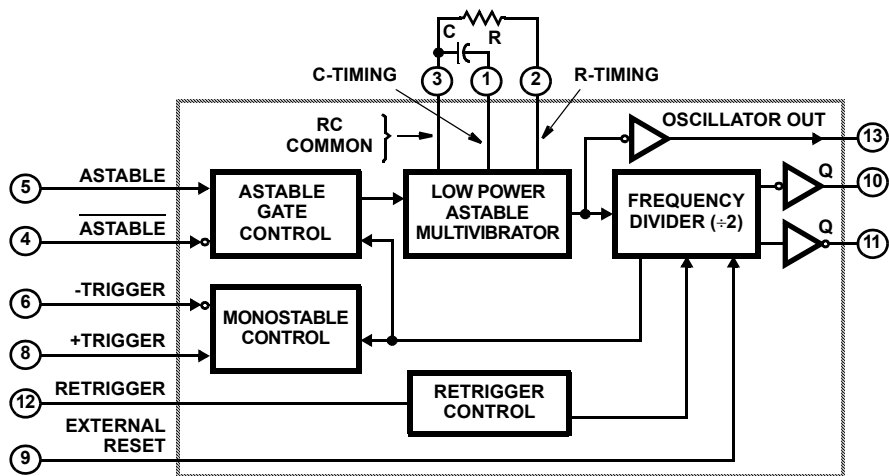 C
R
3
1
2
C-TIMING
R-TIMING
RC
COMMON
OSCILLATOR OUT
13
5
ASTABLE
ASTABLE
GATE
CONTROL
LOW POWER
ASTABLE
MULTIVIBRATOR
FREQUENCY
DIVIDER (÷2)
Q
10
4
ASTABLE
Q
11
6
-TRIGGER
MONOSTABLE
CONTROL
8
+TRIGGER
12
RETRIGGER
RETRIGGER
CONTROL
EXTERNAL
RESET
9